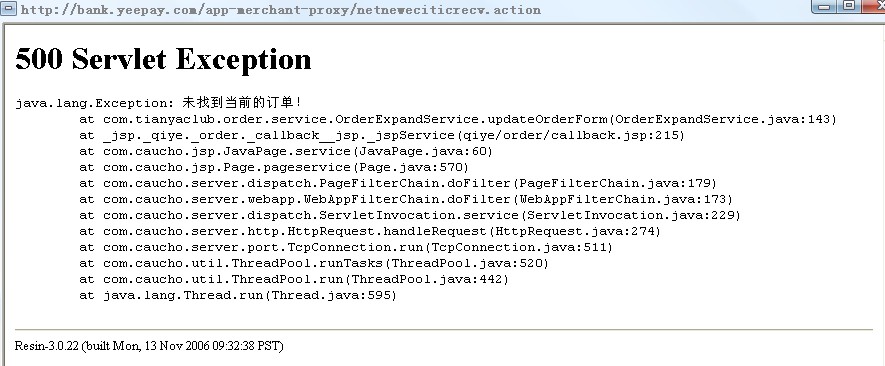 http://bank.yeepay.com/app-merchant-proxy/netneweciticrecv.action
500 Servlet Exception
java.lang.Exception: 未找到当前的订单!
at com.tianyaclub.order.service.OrderExpandService.updateOrderForm(OrderExpandService.java:143)
at _jsp._qiye._order._callback__jsp._jspService(qiye/order/callback.jsp:215)
at com.caucho.jsp.JavaPage.service(JavaPage.java:60)
at com.caucho.jsp.Page.pageservice(Page.java:570)
at com.caucho.server.dispatch.PageFilterChain.doFilter(PageFilterChain.java:179)
at com.caucho.server.webapp.WebAppFilterChain.doFilter(WebAppFilterChain.java:173)
at com.caucho.server.dispatch.ServletInvocation.service(ServletInvocation.java:229)
at com.caucho.server.http.HttpRequest.handleRequest(HttpRequest.java:274)
at com.caucho.server.port.TcpConnection.run(TcpConnection.java:511)
at com.caucho.util.ThreadPool.runTasks(ThreadPool.java:520)
at com.caucho.util.ThreadPool.run(ThreadPool.java:442)
at java.lang.Thread.run(Thread.java:595)
Resin-3.0.22 (built Mon, 13 Nov 2006 09:32:38 PST)